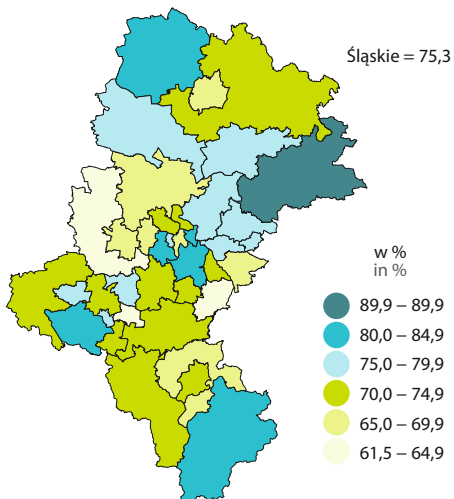 Śląskie = 75,3
w %
in %
89,9 – 89,9
80,0 – 84,9
75,0 – 79,9
70,0 – 74,9
65,0 – 69,9
61,5 – 64,9